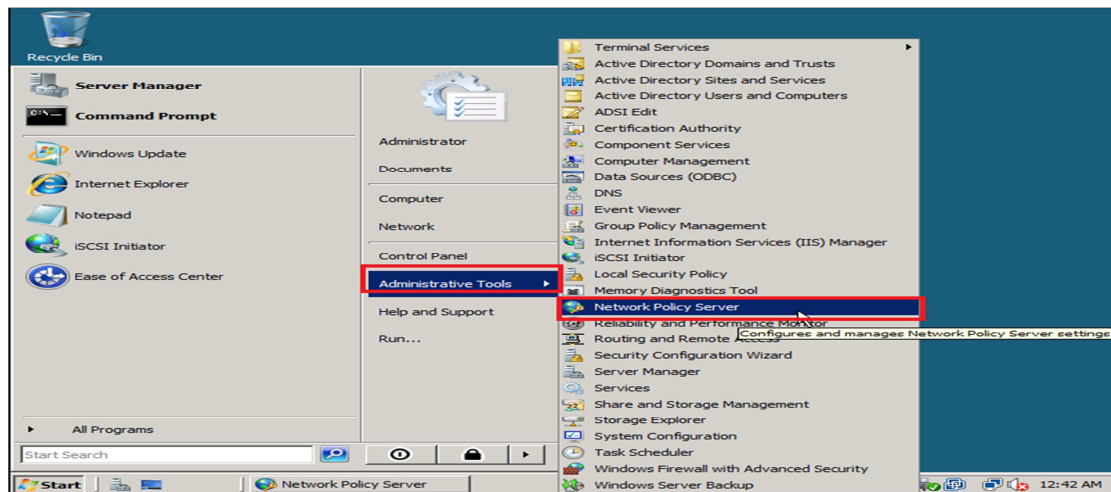 Recycle Bin
Server Manager
Command Prompt
Windows Update
Internet Explorer
Notepad
iSCSI Initiator
Ease of Access Center
All Programs
Start Search
Administrator
Documents
Computer
Network
Control Panel
Administrative Tools
Help and Support
Run...
Terminal Services
Active Directory Domains and Trusts
Active Directory Sites and Services
Active Directory Users and Computers
ADSI Edit
Certification Authority
Component Services
Computer Management
Data Sources (ODBC)
DNS
Event Viewer
Group Policy Management
Internet Information Services (IIS) Manager
iSCSI Initiator
Local Security Policy
Memory Diagnostics Tool
Network Policy Server
Reliability and Performance Monitor
Configures and manages Network Policy Server settings
Routing and Remote Access
Security Configuration Wizard
Server Manager
Services
Share and Storage Management
Storage Explorer
System Configuration
Task Scheduler
Windows Firewall with Advanced Security
Windows Server Backup
Start
Network Policy Server
12:42 AM